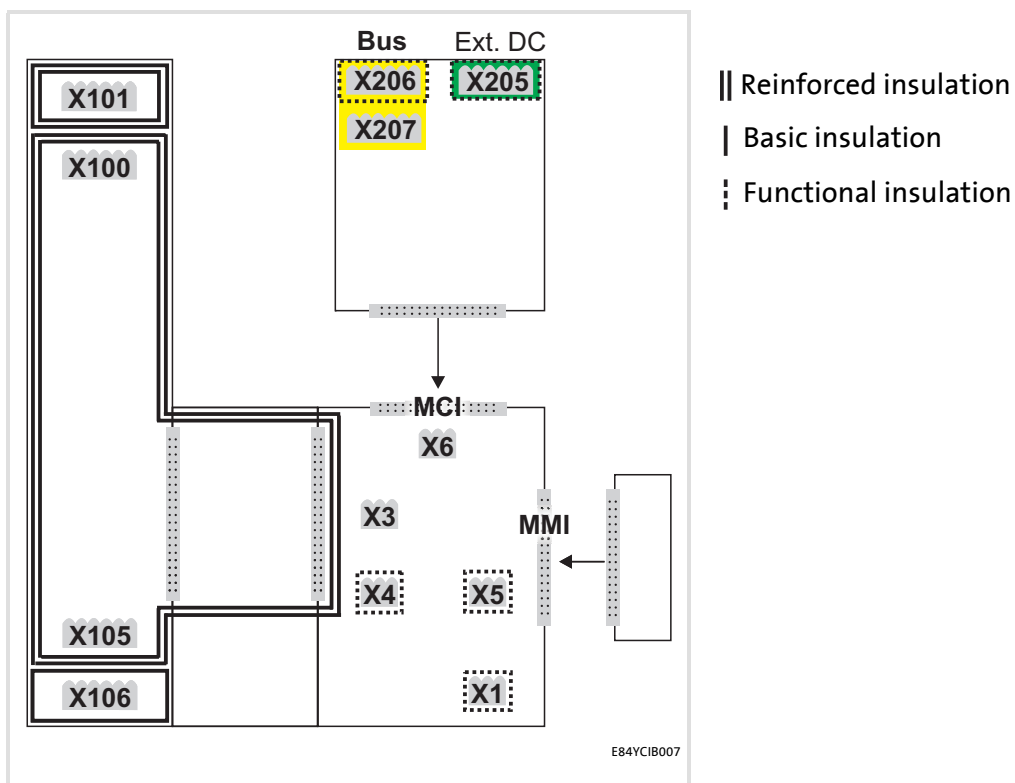 Bus Ext. DC
X101 X206 X205
X207
X100
MCI
X6
X3
MMI
X4 X5
X105
X106 X1
E84YCIB007
Reinforced insulation
Basic insulation
Functional insulation